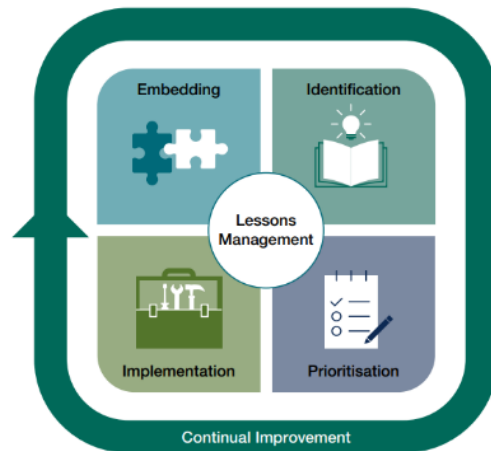 Embedding
Identification
Lessons
Management
Implementation
Prioritisation
Continual Improvement